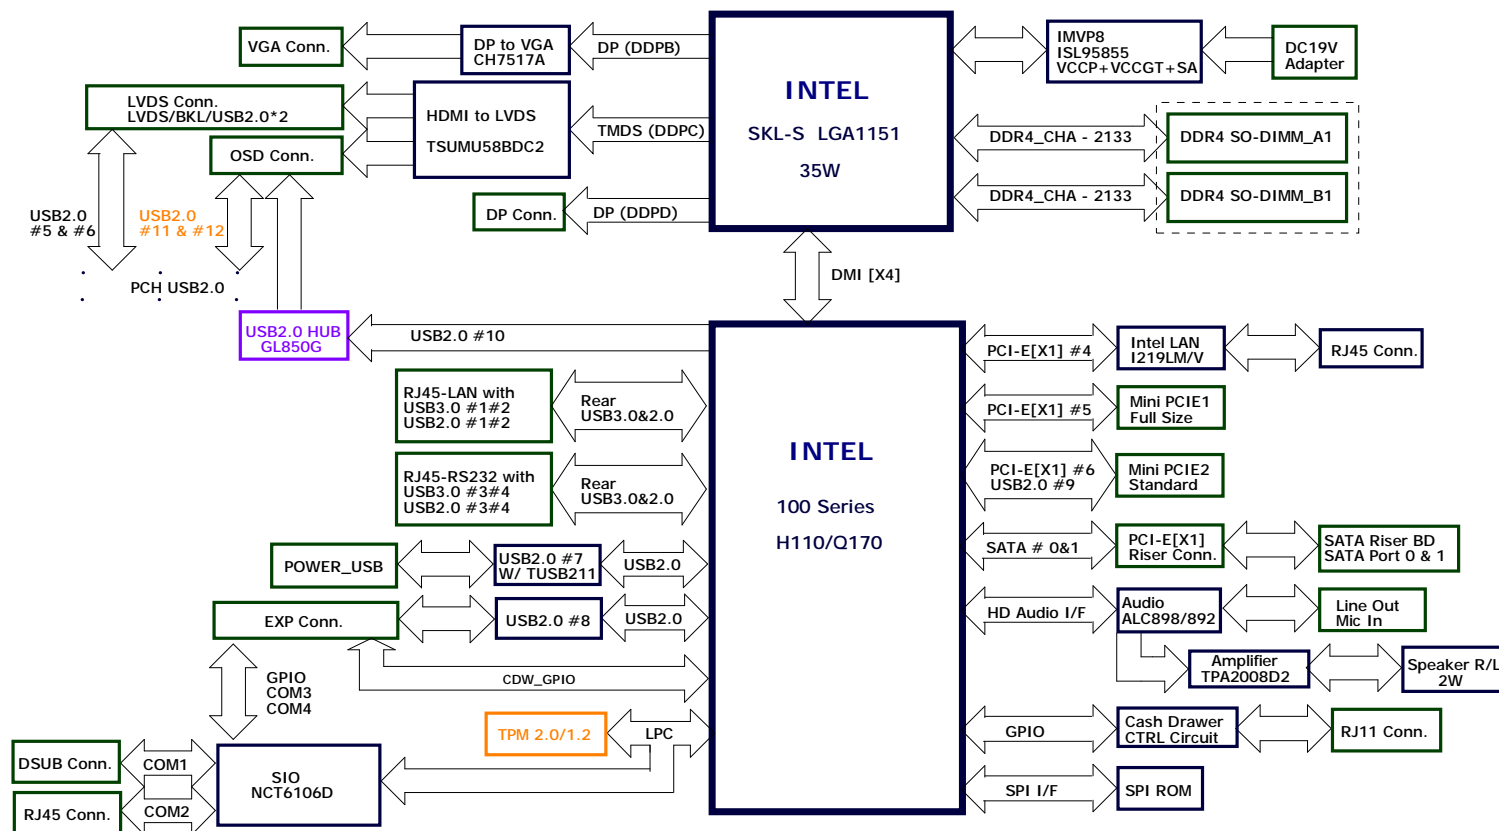 VGA Conn.
DP to VGA
CH7517A
DP (DDPB)
INTEL
SKL-S LGA1151
35W
IMVP8
ISL95855
VCCP+VCCGT+SA
DC19V
Adapter
LVDS Conn.
LVDS/BKL/USB2.0*2
HDMI to LVDS
TSUMU58BDC2
TMDS (DDPC)
OSD Conn.
DDR4_CHA - 2133
DDR4 SO-DIMM_A1
DDR4_CHA - 2133
DDR4 SO-DIMM_B1
DP Conn.
DP (DDPD)
USB2.0
#5 & #6
USB2.0
#11 & #12
PCH USB2.0
DMI [X4]
USB2.0 HUB
GL850G
USB2.0 #10
INTEL
100 Series
H110/Q170
PCI-E[X1] #4
Intel LAN
I219LM/V
RJ45 Conn.
RJ45-LAN with
USB3.0 #1#2
USB2.0 #1#2
Rear
USB3.0&2.0
PCI-E[X1] #5
Mini PCIE1
Full Size
RJ45-RS232 with
USB3.0 #3#4
USB2.0 #3#4
Rear
USB3.0&2.0
PCI-E[X1] #6
USB2.0 #9
Mini PCIE2
Standard
POWER_USB
USB2.0 #7
W/ TUSB211
USB2.0
SATA # 0&1
PCI-E[X1]
Riser Conn.
SATA Riser BD
SATA Port 0 & 1
EXP Conn.
USB2.0 #8
USB2.0
HD Audio I/F
Audio
ALC898/892
Line Out
Mic In
GPIO
COM3
COM4
CDW_GPIO
Amplifier
TPA2008D2
Speaker R/L
2W
TPM 2.0/1.2
LPC
GPIO
Cash Drawer
CTRL Circuit
RJ11 Conn.
DSUB Conn.
COM1
SIO
NCT6106D
SPI I/F
SPI ROM
RJ45 Conn.
COM2